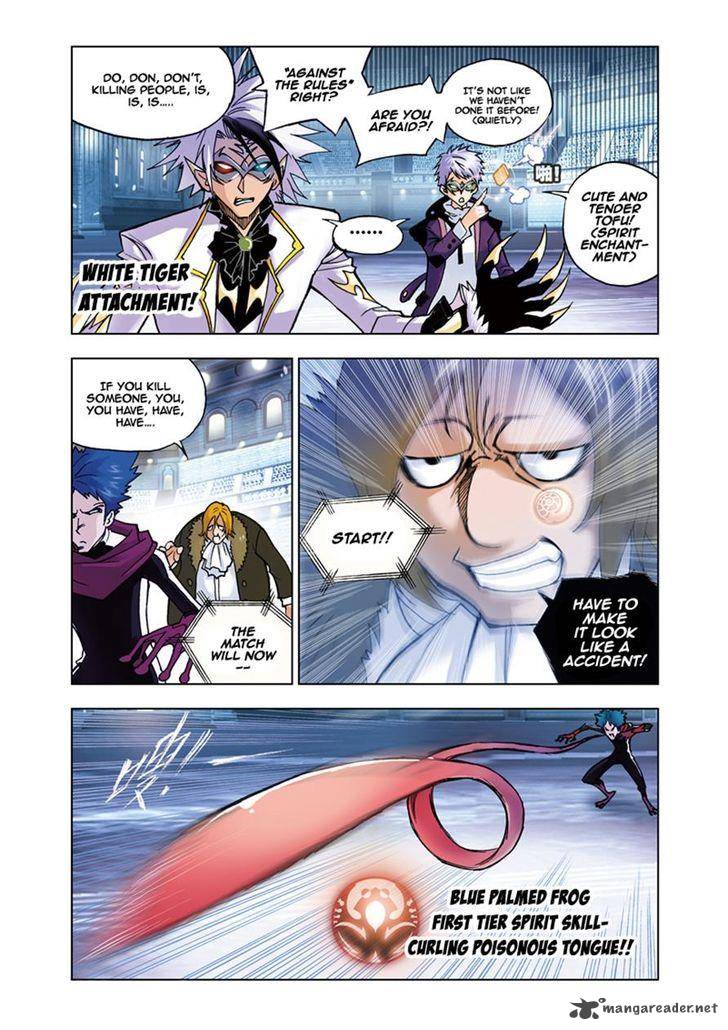 DO, DON, DON'T,
KILLING PEOPLE, IS,
IS, IS.....
"AGAINST
THE RULES"
RIGHT?
ARE YOU
AFRAID?!
IT'S NOT LIKE
WE HAVEN'T
DONE IT BEFORE!
(QUIETLY)
CUTE AND
TENDER
TOFU!
(SPIRIT
ENCHANT-
MENT)
......
WHITE TIGER
ATTACHMENT!
IF YOU KILL
SOMEONE, YOU,
YOU HAVE, HAVE,
HAVE....
THE
MATCH
WILL NOW
--
START!!
HAVE TO
MAKE
IT LOOK
LIKE A
ACCIDENT!
BLUE PALMED FROG
FIRST TIER SPIRIT SKILL-
CURLING POISONOUS TONGUE!!
mangareader.net